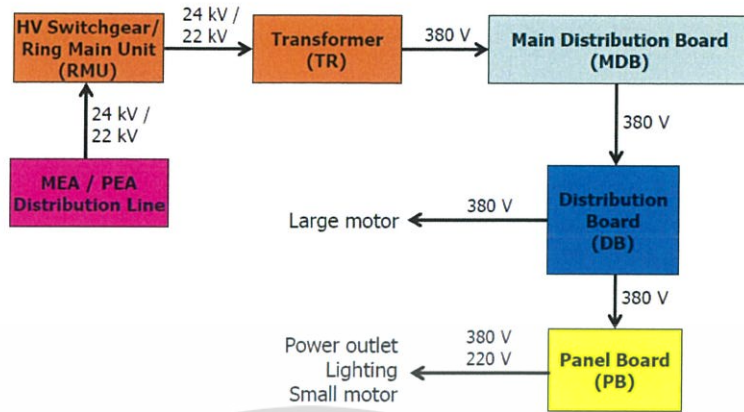 HV Switchgear/
Ring Main Unit
(RMU)
24 kV /
22 kV
Transformer
(TR)
380 V
Main Distribution Board
(MDB)
24 kV /
22 kV
380 V
MEA / PEA
Distribution Line
Large motor
380 V
Distribution
Board
(DB)
380 V
Power outlet
Lighting
Small motor
380 V
220 V
Panel Board
(PB)